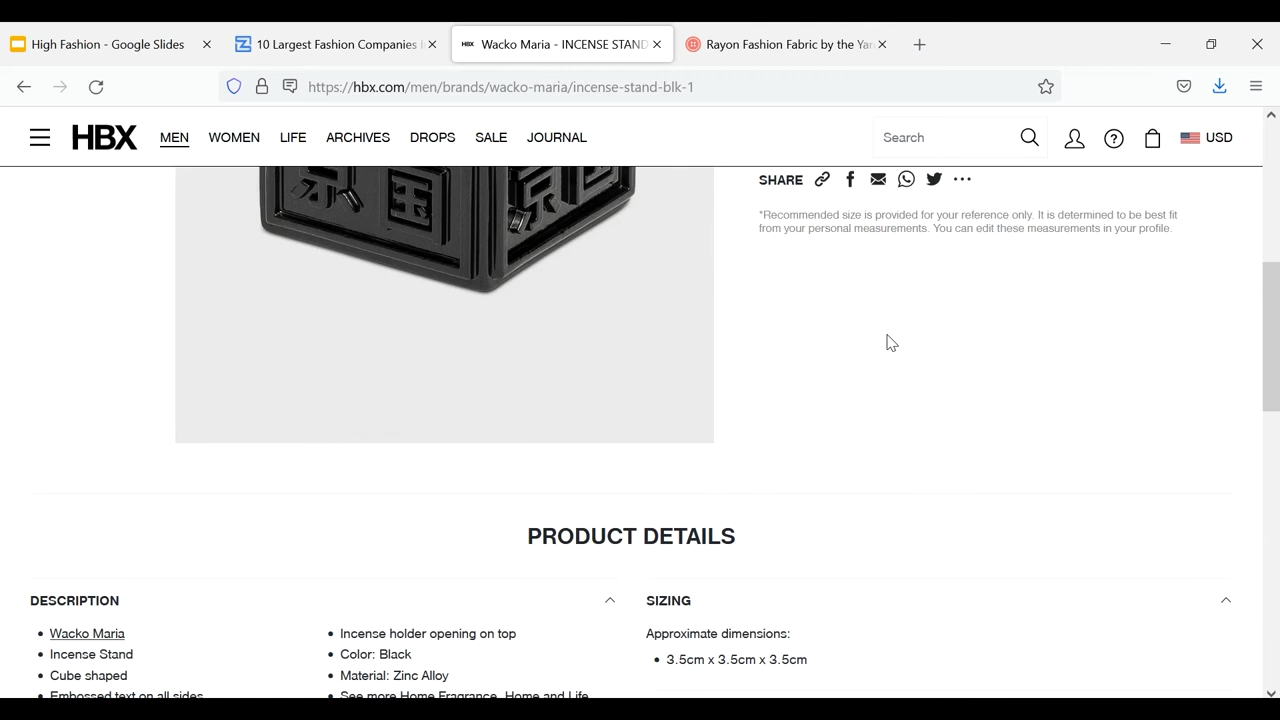 High Fashion - Google Slides
10 Largest Fashion Companies
Wacko Maria - INCENSE STAND
Rayon Fashion Fabric by the Yar
https://hbx.com/men/brands/wacko-maria/incense-stand-blk-1
HBX MEN WOMEN LIFE ARCHIVES DROPS SALE JOURNAL Search USD
国
SHARE
*Recommended size is provided for your reference only. It is determined to be best fit
from your personal measurements. You can edit these measurements in your profile.
PRODUCT DETAILS
DESCRIPTION
Wacko Maria
Incense Stand
Cube shaped
Embossed text on all sides
Incense holder opening on top
Color: Black
Material: Zinc Alloy
See more Home Fragrance, Home and Life
SIZING
Approximate dimensions:
3.5cm x 3.5cm x 3.5cm